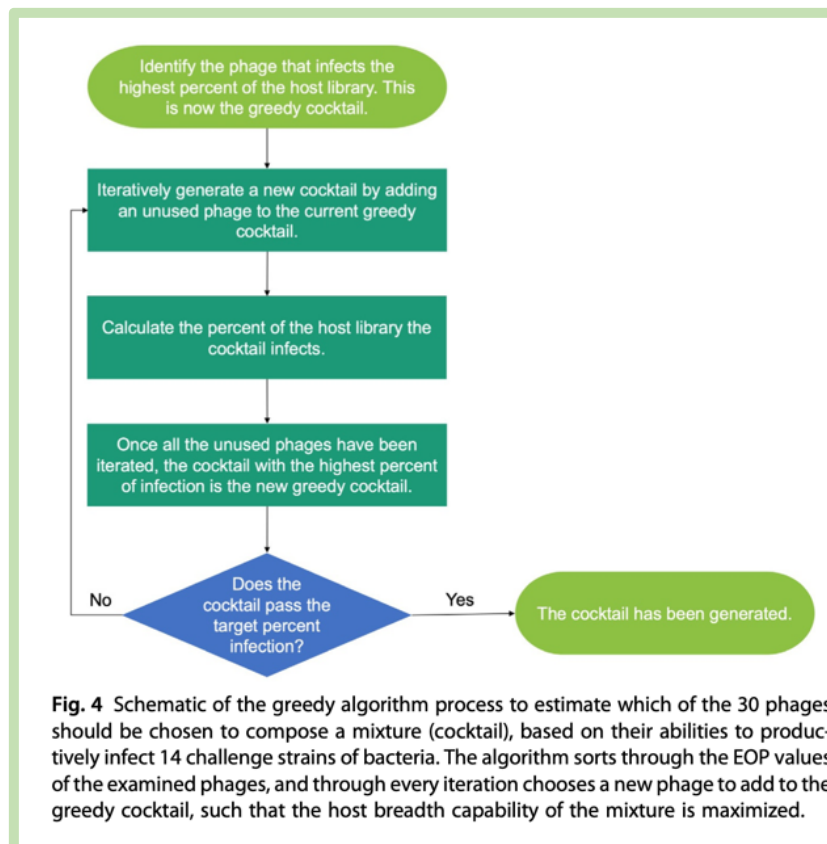 Identify the phage that infects the
highest percent of the host library. This
is now the greedy cocktail.
Iteratively generate a new cocktail by adding
an unused phage to the current greedy
cocktail.
Calculate the percent of the host library the
cocktail infects.
Once all the unused phages have been
iterated, the cocktail with the highest percent
of infection is the new greedy cocktail.
No
Does the
cocktail pass the
target percent
infection?
Yes
The cocktail has been generated.
Fig. 4 Schematic of the greedy algorithm process to estimate which of the 30 phages
should be chosen to compose a mixture (cocktail), based on their abilities to produc-
tively infect 14 challenge strains of bacteria. The algorithm sorts through the EOP values
of the examined phages, and through every iteration chooses a new phage to add to the
greedy cocktail, such that the host breadth capability of the mixture is maximized.